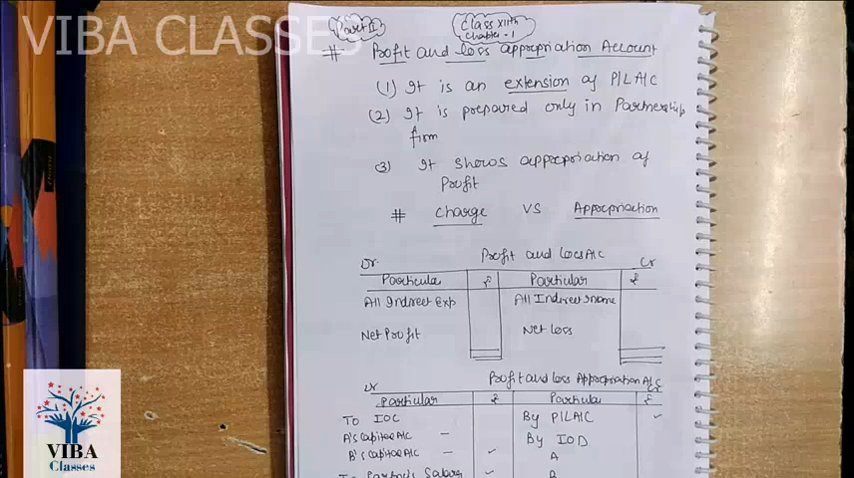 VIBA CLASSES
Part II
Class XIIth
Chapter - 1
# Profit and loss appropriation Account
(1) It is an extension of P/L A/C
(2) It is prepared only in Partnership
firm
(3) It shows appropriation of
Profit
# Charge VS Appropriation
Dr. Profit and Loss A/C Cr
Particular ₹ Particular ₹
All Indirect Exp All Indirect Income
Net Profit Net Loss
Dr Profit and loss Appropriation A/C Cr
Particular ₹ Particular ₹
To IOC By P/L A/C ✓
A's Capital A/C – By IOD
B's Capital A/C – ✓ A
To Partner's Salary ✓ B
VIBA
Classes